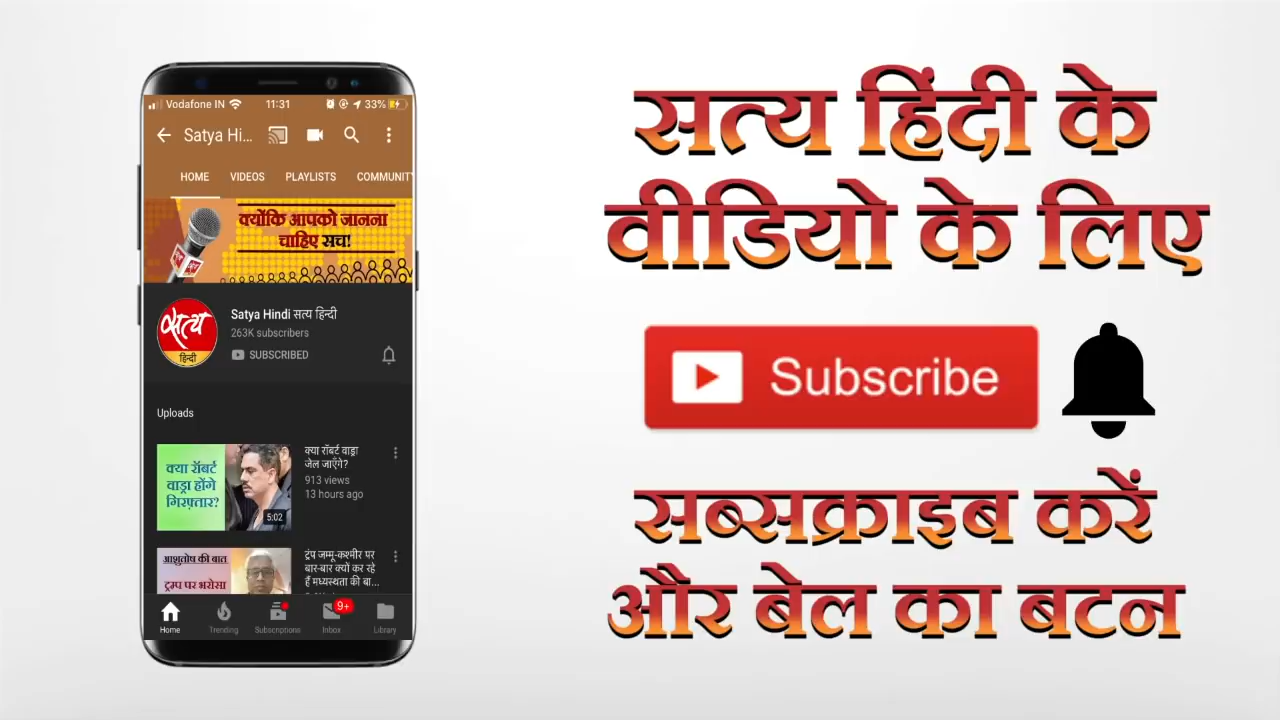 Vodafone IN 11:31 33%
Satya Hi...
HOME VIDEOS PLAYLISTS COMMUNITY
क्योंकि आपको जानना
चाहिए सच!
सत्य
हिन्दी
Satya Hindi सत्य हिन्दी
263K subscribers
SUBSCRIBED
Uploads
क्या रॉबर्ट
वाड्रा होंगे
गिरफ़्तार?
5:02
क्या रॉबर्ट वाड्रा
जेल जाएँगे?
913 views
13 hours ago
आशुतोष की बात
ट्रम्प पर भरोसा
ट्रंप जम्मू-कश्मीर पर
बार-बार क्यों कर रहे
हैं मध्यस्थता की बा...
9+
Home Trending Subscriptions Inbox Library
सत्य हिंदी के
वीडियो के लिए
Subscribe
सब्सक्राइब करें
और बेल का बटन